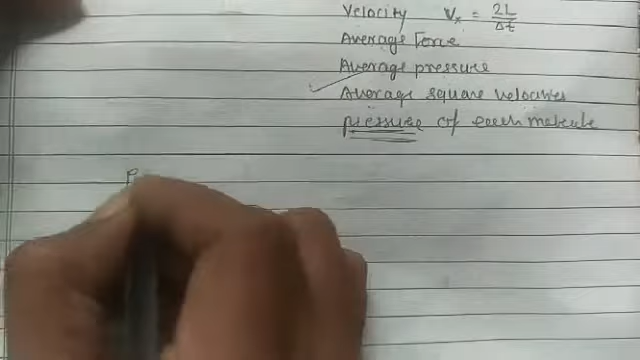 Velocity Vx = 2L/Δt
Average Force
Average pressure
Average square velocities
pressure of each molecule
P